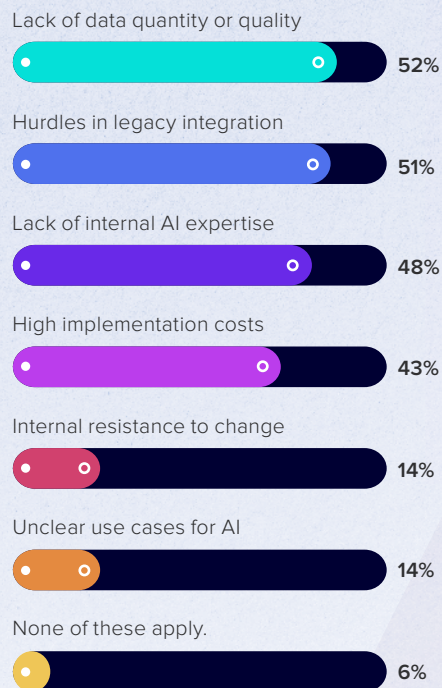 Lack of data quantity or quality
52%
Hurdles in legacy integration
51%
Lack of internal AI expertise
48%
High implementation costs
43%
Internal resistance to change
14%
Unclear use cases for AI
14%
None of these apply.
6%